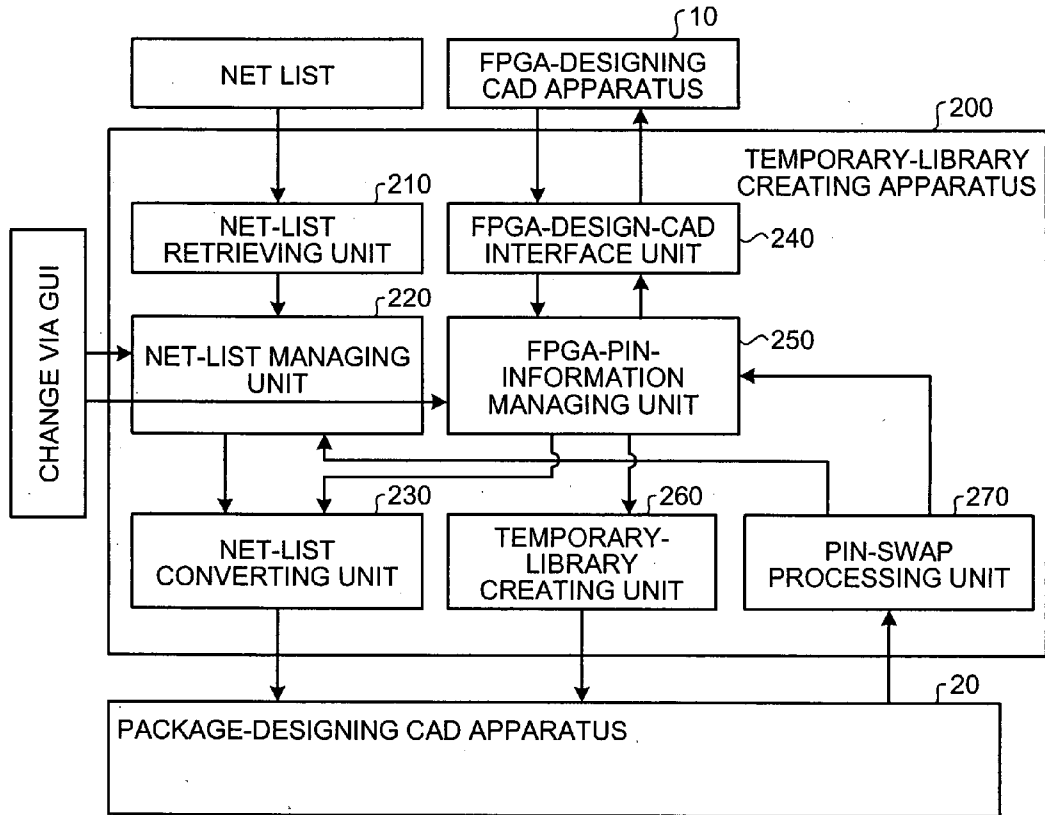 10
NET LIST
FPGA-DESIGNING
CAD APPARATUS
200
TEMPORARY-LIBRARY
CREATING APPARATUS
210
NET-LIST
RETRIEVING UNIT
FPGA-DESIGN-CAD
INTERFACE UNIT
240
CHANGE VIA GUI
220
NET-LIST MANAGING
UNIT
FPGA-PIN-
INFORMATION
MANAGING UNIT
250
230
NET-LIST
CONVERTING UNIT
260
TEMPORARY-
LIBRARY
CREATING UNIT
270
PIN-SWAP
PROCESSING UNIT
20
PACKAGE-DESIGNING CAD APPARATUS